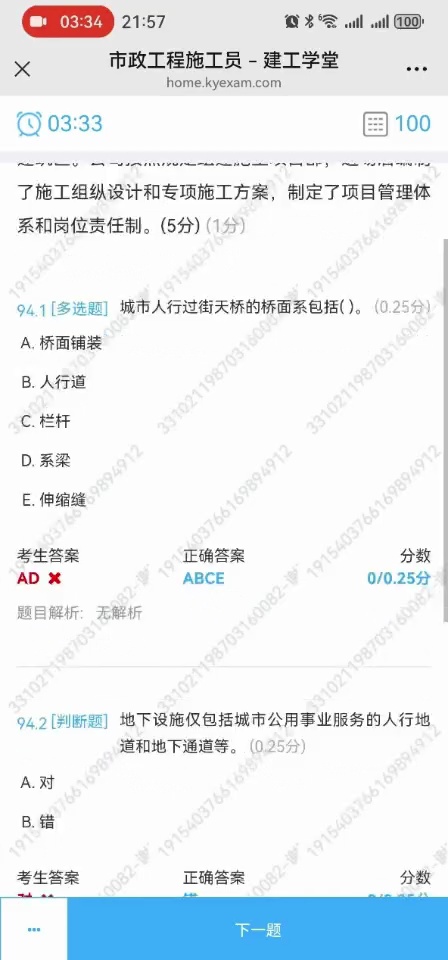 03:34 21:57 100
市政工程施工员 - 建工学堂
home.kyexam.com
03:33 100
了施工组织设计和专项施工方案，制定了项目管理体
系和岗位责任制。(5分) (1分)
94.1 [多选题] 城市人行过街天桥的桥面系包括( )。 (0.25分)
A. 桥面铺装
B. 人行道
C. 栏杆
D. 系梁
E. 伸缩缝
考生答案 正确答案 分数
AD ABCE 0/0.25分
题目解析: 无解析
94.2 [判断题] 地下设施仅包括城市公用事业服务的人行地
道和地下通道等。 (0.25分)
A. 对
B. 错
考生答案 正确答案 分数
下一题